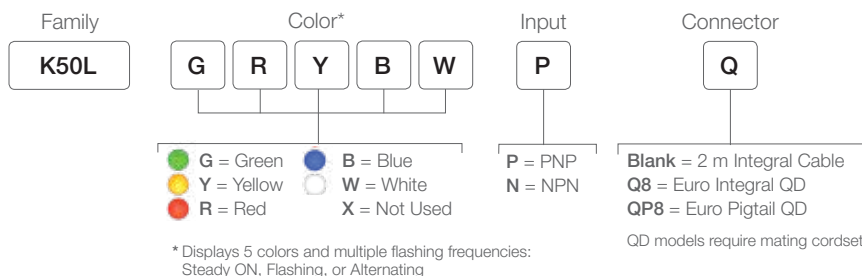 Family
Color*
Input
Connector
K50L
G R Y B W
P
Q
G = Green
Y = Yellow
R = Red
B = Blue
W = White
X = Not Used
P = PNP
N = NPN
Blank = 2 m Integral Cable
Q8 = Euro Integral QD
QP8 = Euro Pigtail QD
QD models require mating cordset
* Displays 5 colors and multiple flashing frequencies:
Steady ON, Flashing, or Alternating